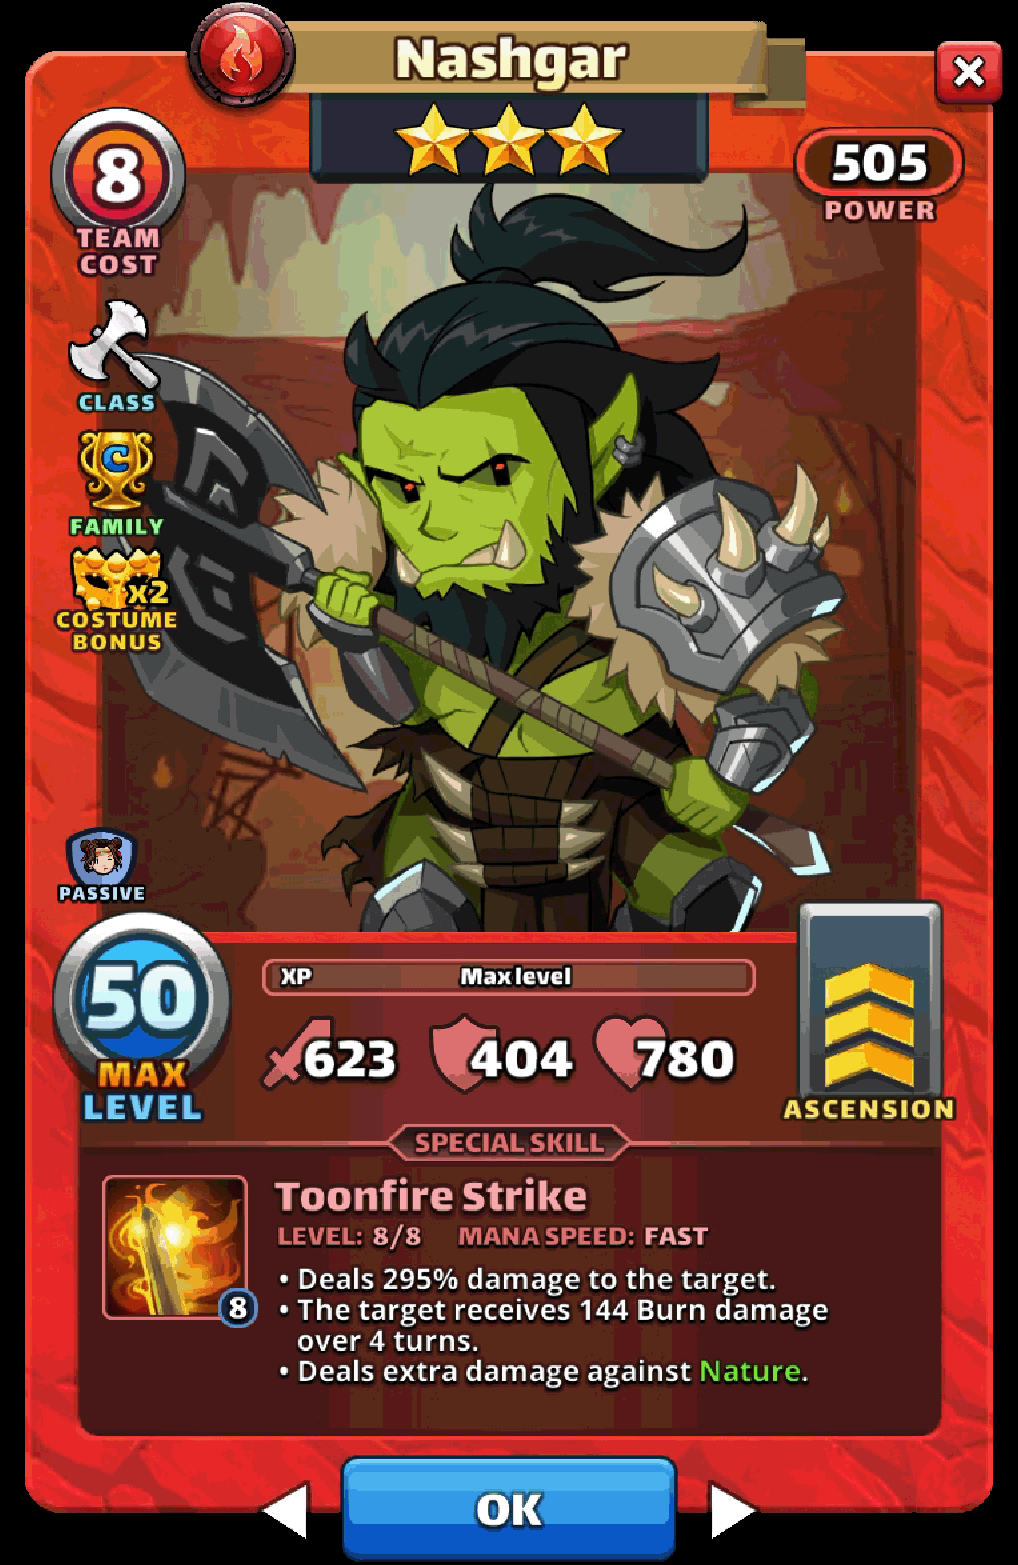 Nashgar
8
TEAM
COST
505
POWER
CLASS
C
FAMILY
x2
COSTUME
BONUS
PASSIVE
50
MAX
LEVEL
XP Max level
623 404 780
ASCENSION
SPECIAL SKILL
Toonfire Strike
LEVEL: 8/8 MANA SPEED: FAST
8
• Deals 295% damage to the target.
• The target receives 144 Burn damage
over 4 turns.
• Deals extra damage against Nature.
OK